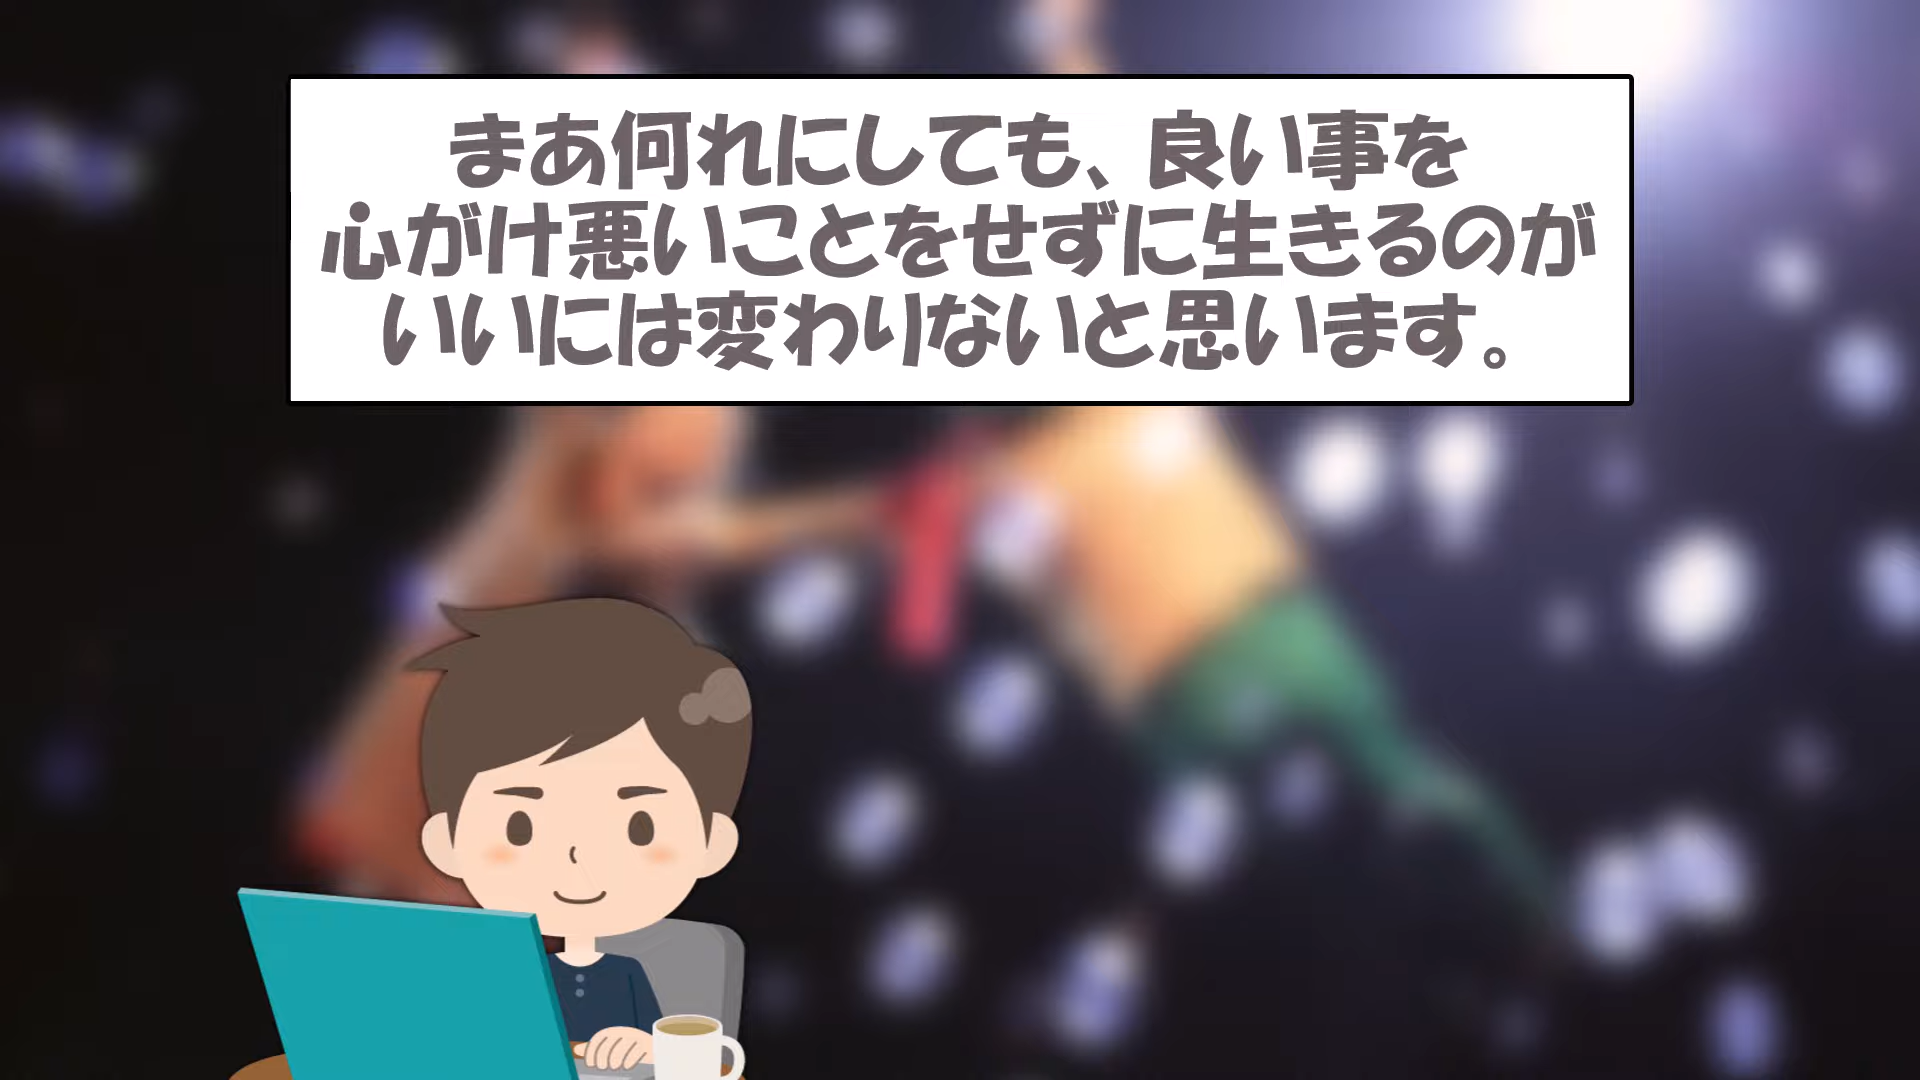 まあ何れにしても、良い事を
心がけ悪いことをせずに生きるのが
いいには変わりないと思います。